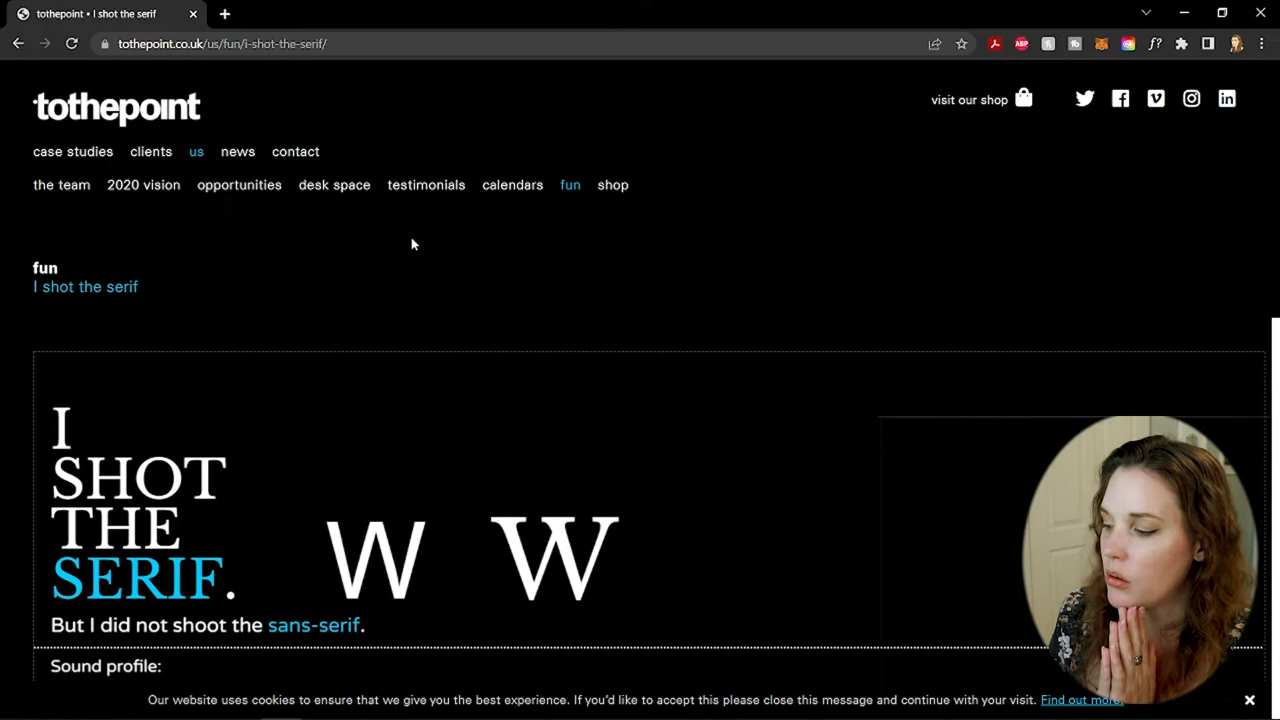 tothepoint • I shot the serif
tothepoint.co.uk/us/fun/i-shot-the-serif/
ABP
f?
tothepoint
visit our shop
case studies clients us news contact
the team 2020 vision opportunities desk space testimonials calendars fun shop
fun
I shot the serif
I
SHOT
THE
SERIF.
W W
But I did not shoot the sans-serif.
Sound profile:
Our website uses cookies to ensure that we give you the best experience. If you'd like to accept this please close this message and continue with your visit. Find out more.